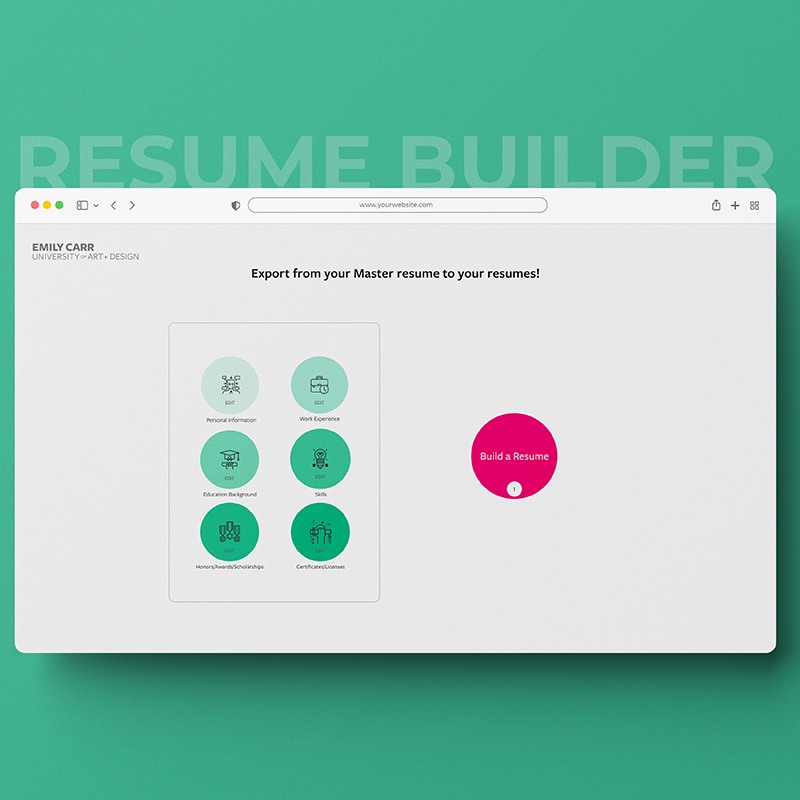 RESUME BUILDER
www.yourwebsite.com
EMILY CARR
UNIVERSITY OF ART + DESIGN
Export from your Master resume to your resumes!
EDIT
EDIT
Personal Information
Work Experience
EDIT
EDIT
Education Background
Skills
EDIT
EDIT
Honors/Awards/Scholarships
Certificates/Licenses
Build a Resume
1